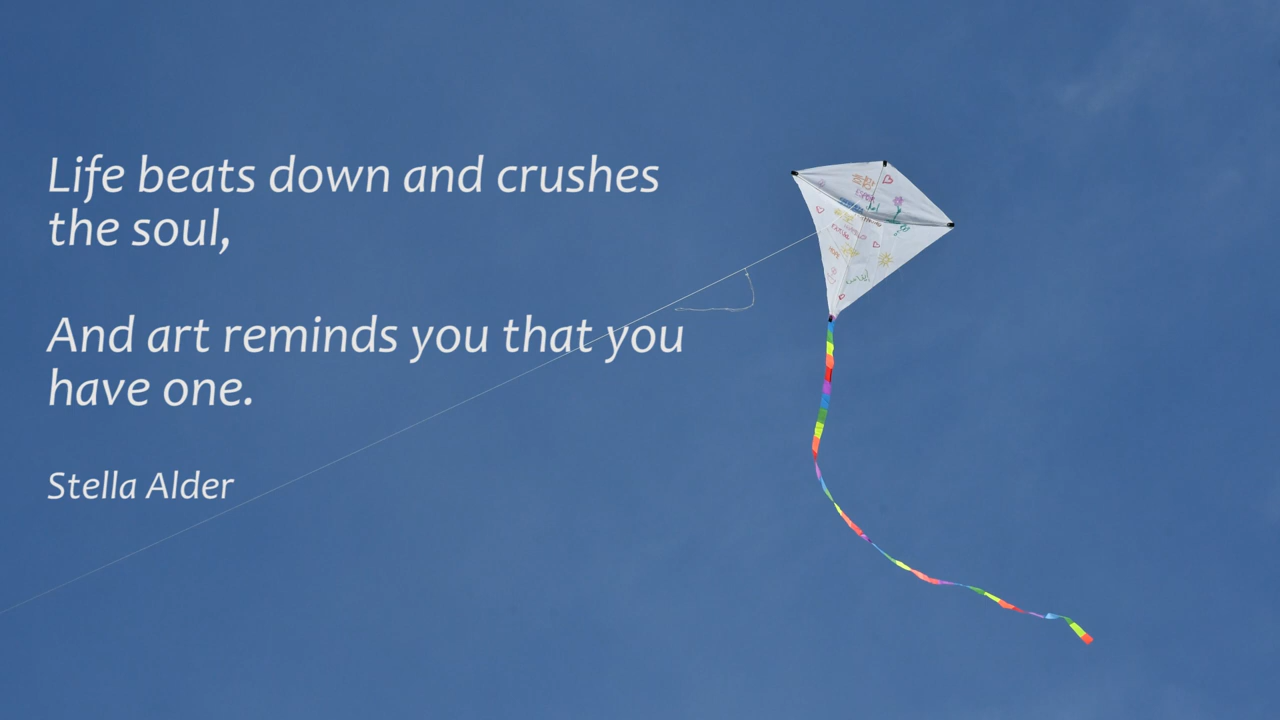 Life beats down and crushes
the soul,
And art reminds you that you
have one.
Stella Alder